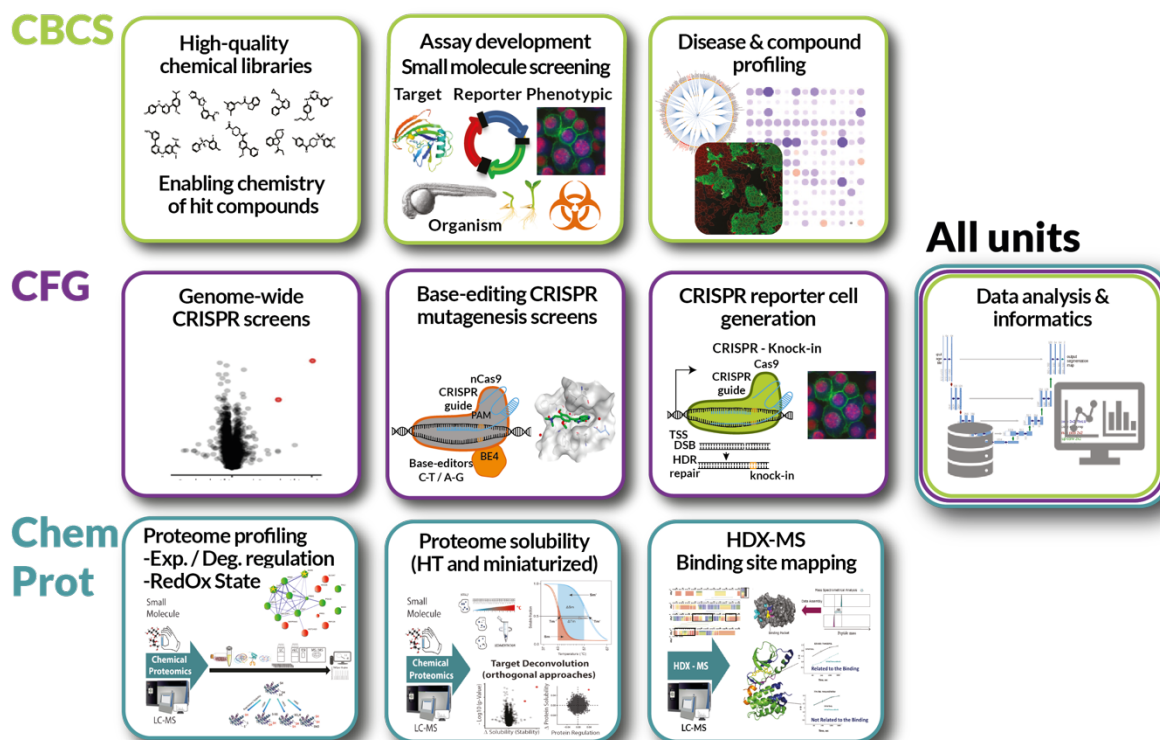 CBCS
High-quality
chemical libraries
Enabling chemistry
of hit compounds
Assay development
Small molecule screening
Target Reporter Phenotypic
Organism
Disease & compound
profiling
All units
Data analysis &
informatics
CFG
Genome-wide
CRISPR screens
Base-editing CRISPR
mutagenesis screens
nCas9
CRISPR
guide
PAM
BE4
Base-editors
C-T / A-G
CRISPR reporter cell
generation
CRISPR - Knock-in
Cas9
CRISPR
guide
TSS
DSB
HDR
repair
knock-in
Chem
Prot
Proteome profiling
-Exp. / Deg. regulation
-RedOx State
Small
Molecule
Chemical
Proteomics
LC-MS
Proteome solubility
(HT and miniaturized)
Small
Molecule
Chemical
Proteomics
LC-MS
Target Deconvolution
(orthogonal approaches)
- Log10 (p-Value)
Δ Solubility (Stability)
Δ Protein Solubility
Protein Regulation
HDX-MS
Binding site mapping
HDX - MS
LC-MS
Related to the Binding
Not Related to the Binding